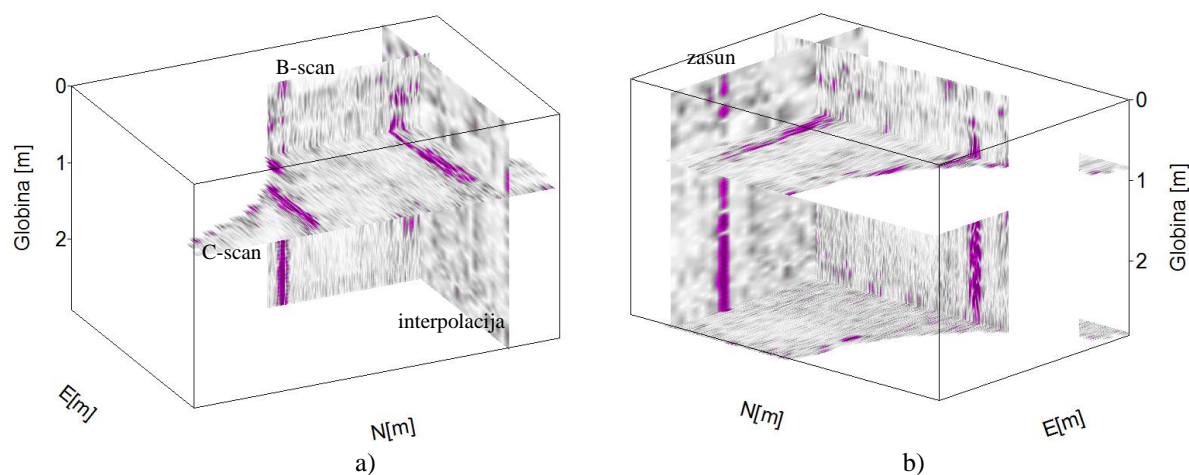 0
B-scan
1
Globina [m]
2
C-scan
interpolacija
E[m]
N[m]
a)
zasun
0
1
Globina [m]
2
N[m]
E[m]
b)